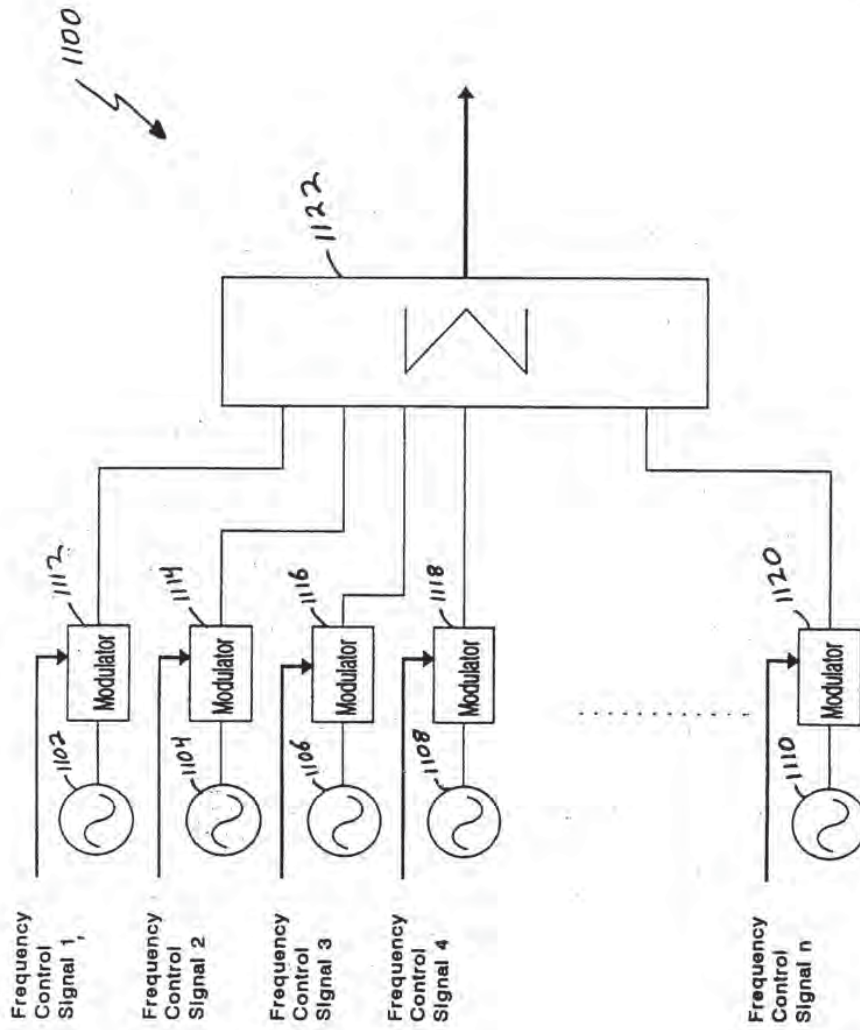 1100
1122
Frequency
Control
Signal 1,
1102
Modulator
1112
Frequency
Control
Signal 2
1104
Modulator
1114
Frequency
Control
Signal 3
1106
Modulator
1116
Frequency
Control
Signal 4
1108
Modulator
1118
Frequency
Control
Signal n
1110
Modulator
1120
Σ